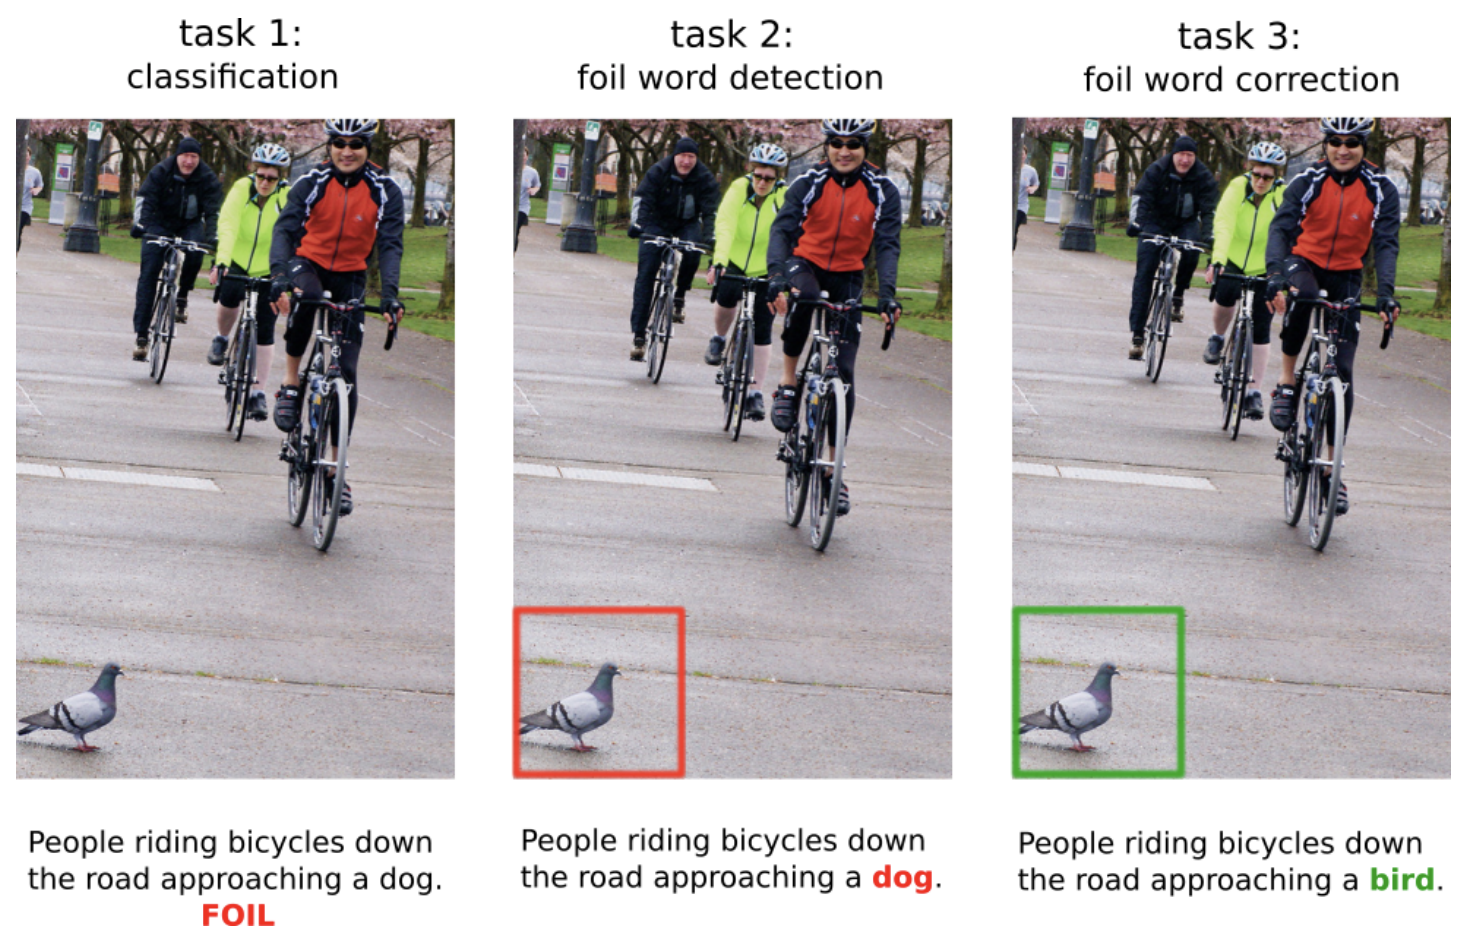 task 1:
classification
task 2:
foil word detection
task 3:
foil word correction
People riding bicycles down
the road approaching a dog.
FOIL
People riding bicycles down
the road approaching a dog.
People riding bicycles down
the road approaching a bird.